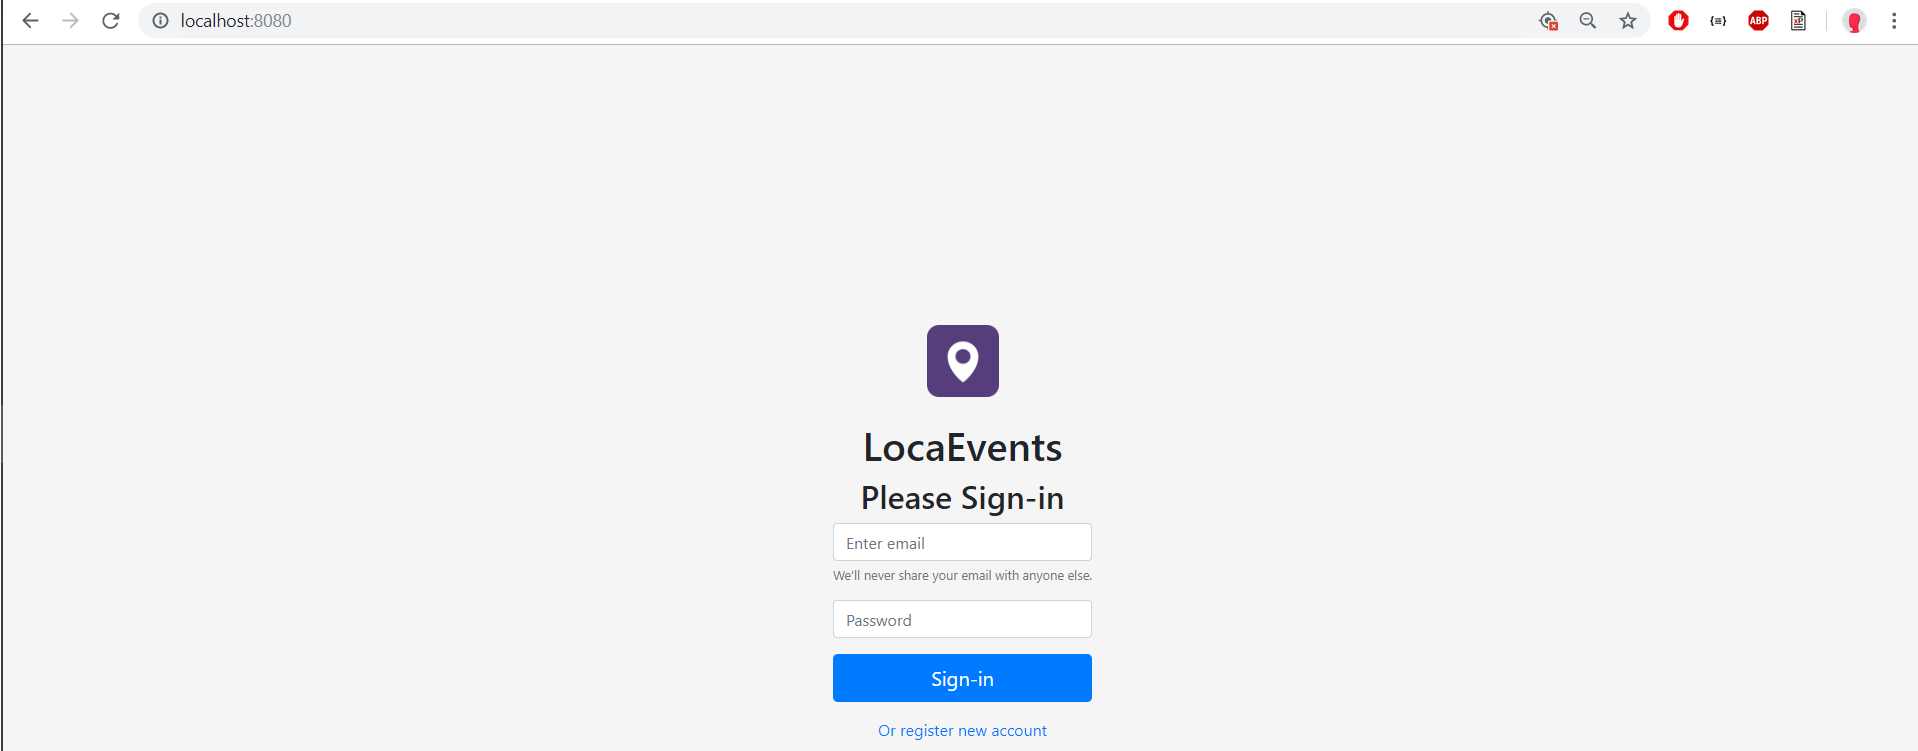 localhost:8080
ABP
LocaEvents
Please Sign-in
Enter email
We'll never share your email with anyone else.
Password
Sign-in
Or register new account